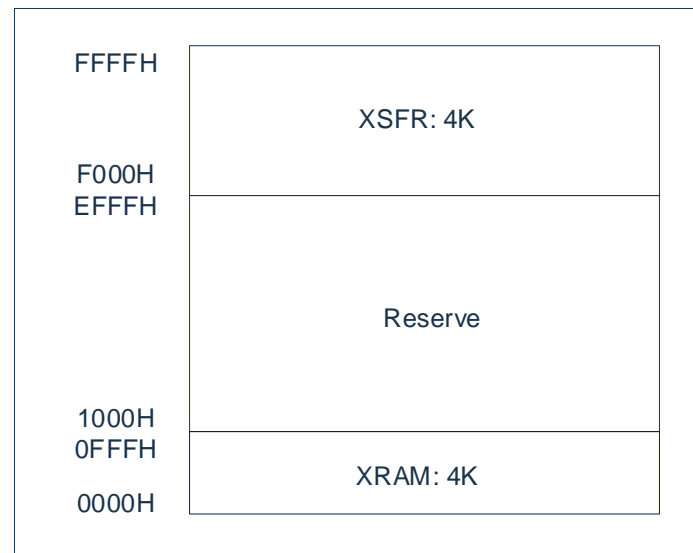 FFFFH
XSFR: 4K
F000H
EFFFH
Reserve
1000H
0FFFH
XRAM: 4K
0000H